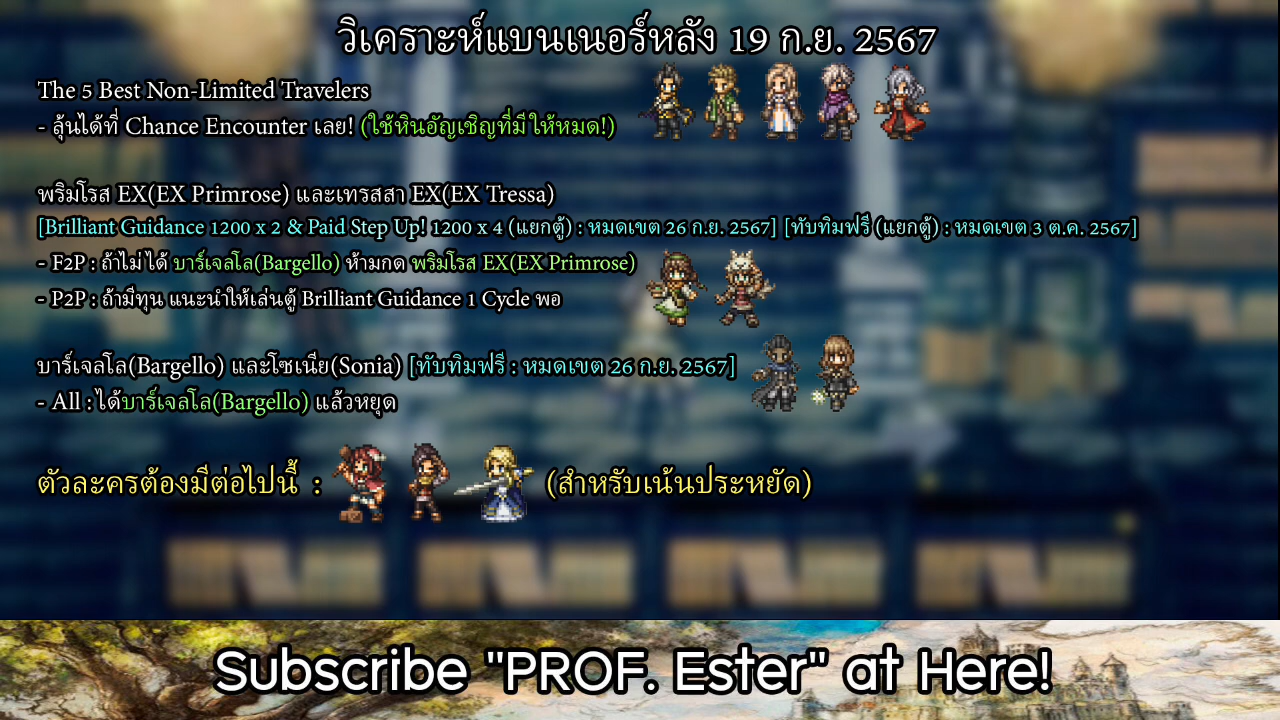 วิเคราะห์แบนเนอร์หลัง 19 ก.ย. 2567
The 5 Best Non-Limited Travelers
- ลุ้นได้ที่ Chance Encounter เลย! (ใช้หินอัญเชิญที่มีให้หมด!)
พริมโรส EX(EX Primrose) และเทรสสา EX(EX Tressa)
[Brilliant Guidance 1200 x 2 & Paid Step Up! 1200 x 4 (แยกตู้) : หมดเขต 26 ก.ย. 2567] [ทับทิมฟรี (แยกตู้) : หมดเขต 3 ต.ค. 2567]
- F2P : ถ้าไม่ได้ บาร์เจลโล(Bargello) ห้ามกด พริมโรส EX(EX Primrose)
- P2P : ถ้ามีทุน แนะนำให้เล่นตู้ Brilliant Guidance 1 Cycle พอ
บาร์เจลโล(Bargello) และโซเนีย(Sonia) [ทับทิมฟรี : หมดเขต 26 ก.ย. 2567]
- All : ได้บาร์เจลโล(Bargello) แล้วหยุด
ตัวละครต้องมีต่อไปนี้ : (สำหรับเน้นประหยัด)
Subscribe "PROF. Ester" at Here!